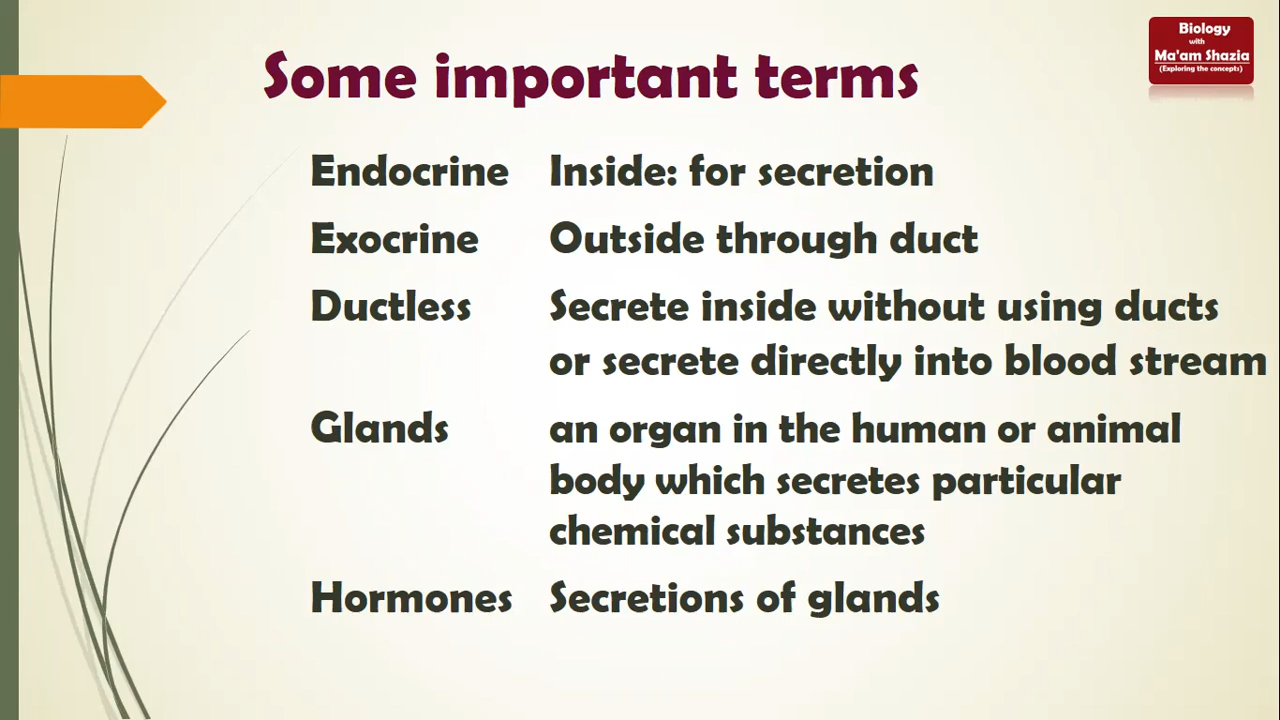 Biology
with
Ma'am Shazia
(Exploring the concepts)
Some important terms
Endocrine Inside: for secretion
Exocrine Outside through duct
Ductless Secrete inside without using ducts
or secrete directly into blood stream
Glands an organ in the human or animal
body which secretes particular
chemical substances
Hormones Secretions of glands